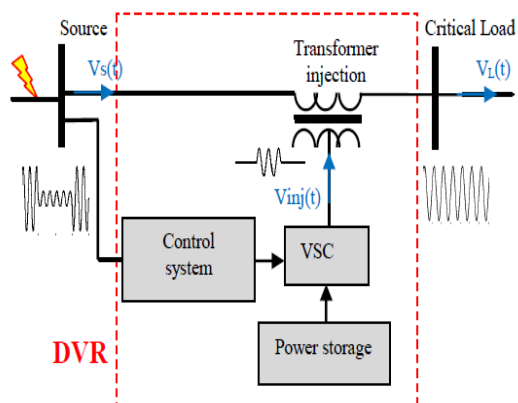 Source
Critical Load
Transformer
injection
Vs(t)
VL(t)
Vinj(t)
Control
system
VSC
Power storage
DVR